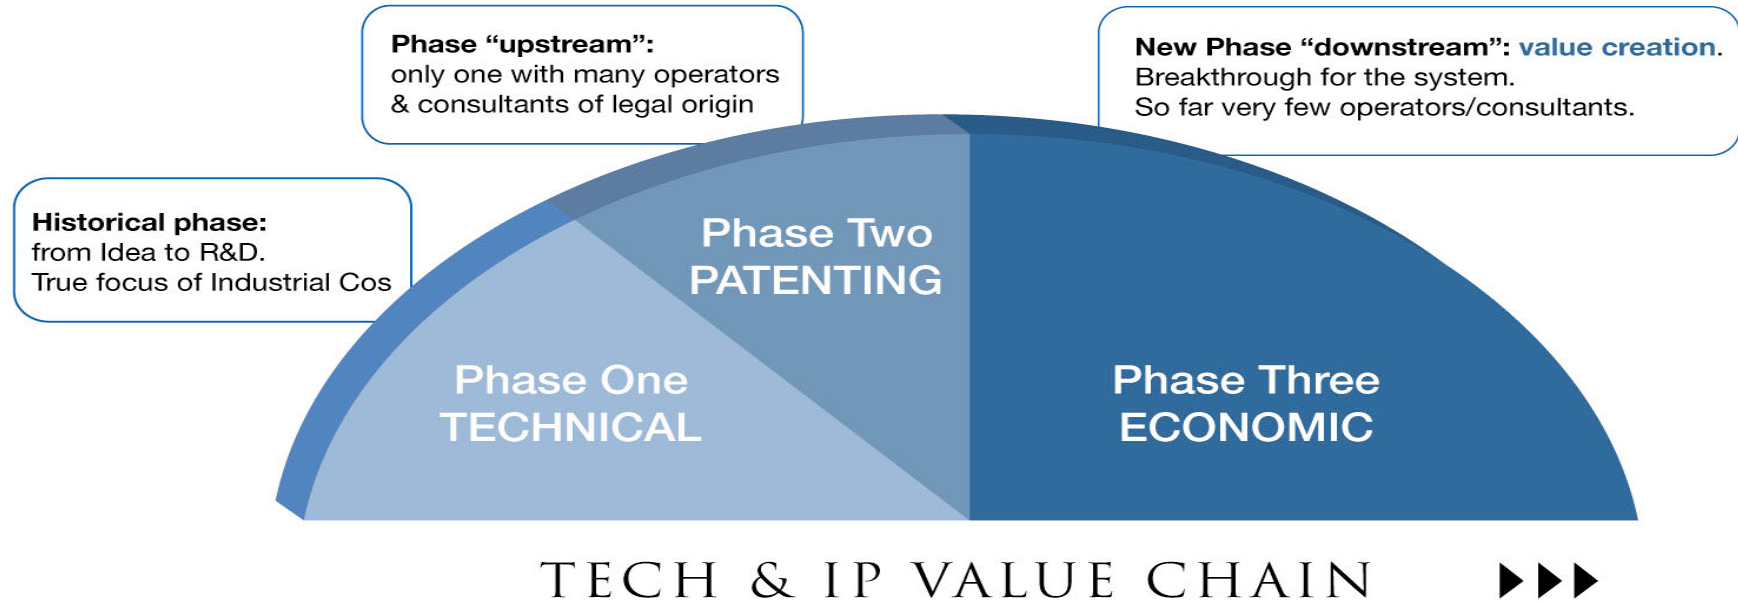 Phase “upstream”:
only one with many operators
& consultants of legal origin
New Phase “downstream”: value creation.
Breakthrough for the system.
So far very few operators/consultants.
Historical phase:
from Idea to R&D.
True focus of Industrial Cos
Phase Two
PATENTING
Phase One
TECHNICAL
Phase Three
ECONOMIC
TECH & IP VALUE CHAIN